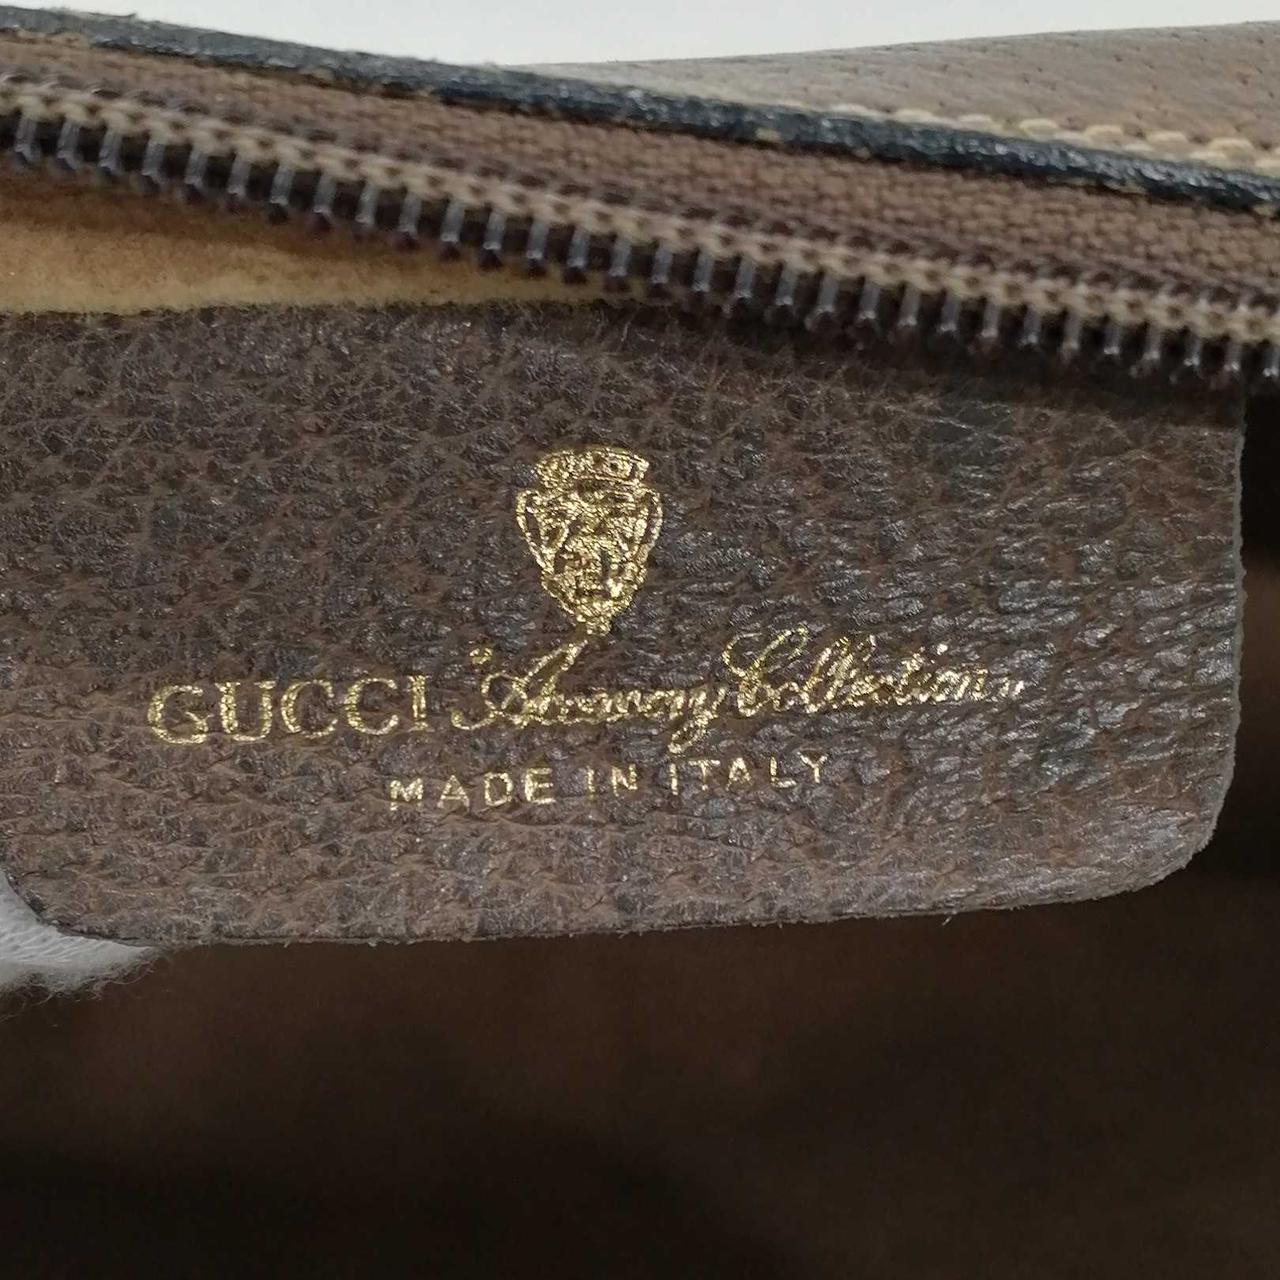 GUCCI "Accessory Collection"
MADE IN ITALY